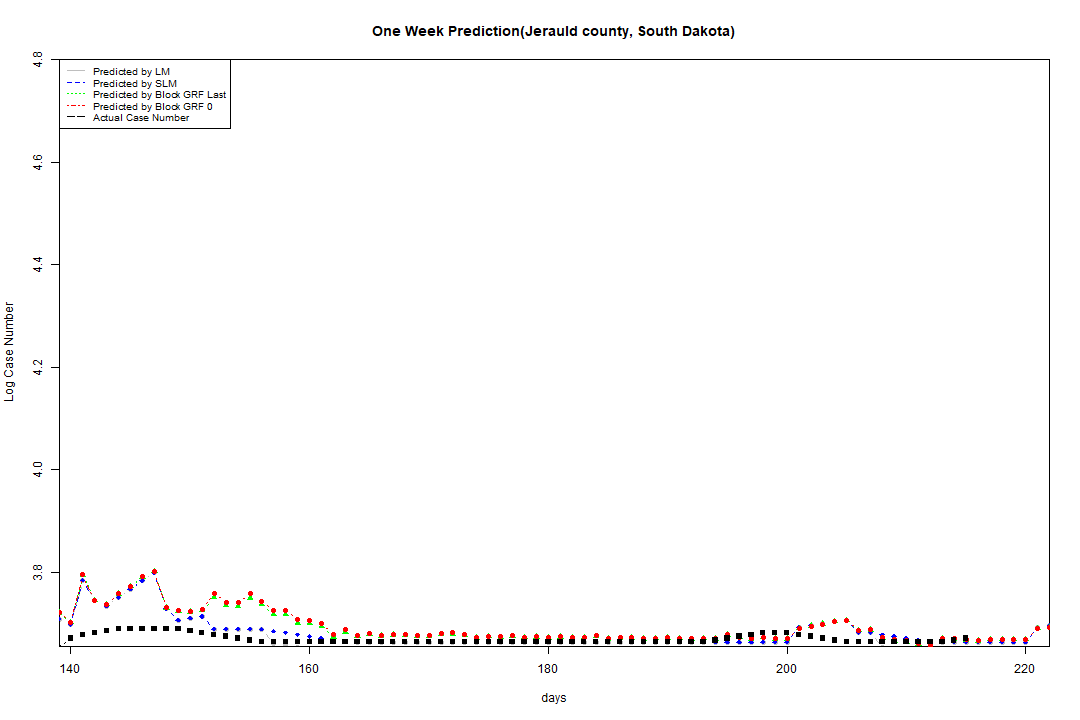 One Week Prediction(Jerauld county, South Dakota)
Predicted by LM
Predicted by SLM
Predicted by Block GRF Last
Predicted by Block GRF 0
Actual Case Number
Log Case Number
4.8
4.6
4.4
4.2
4.0
3.8
140 160 180 200 220
days